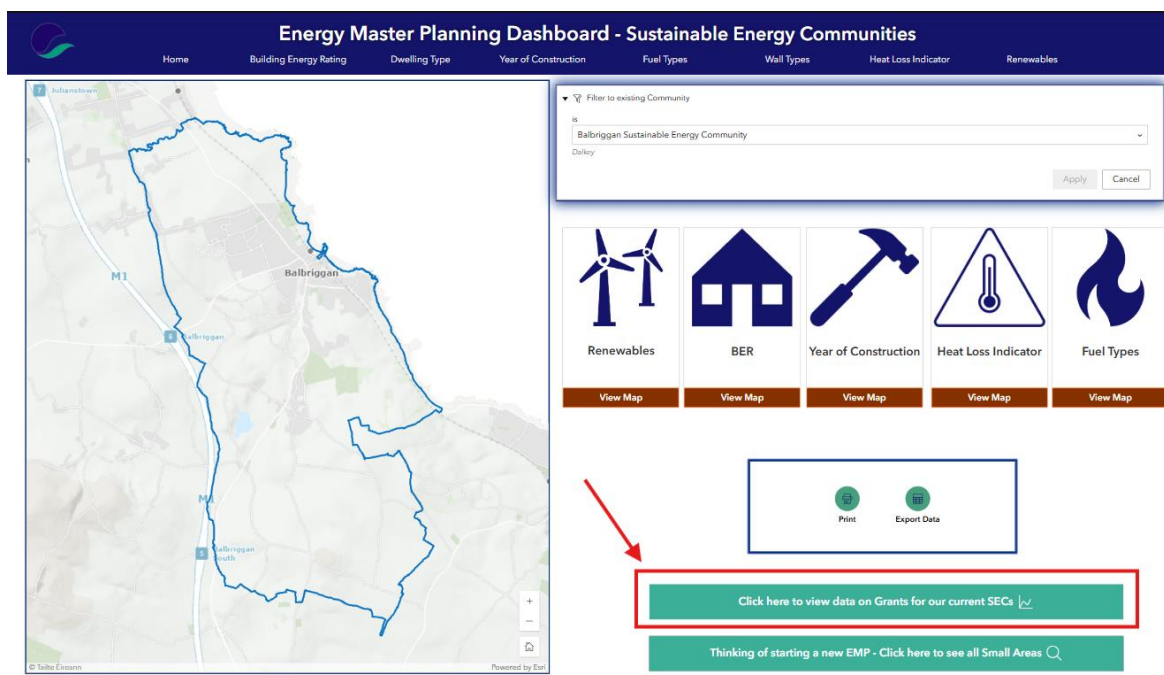 Energy Master Planning Dashboard - Sustainable Energy Communities
Home Building Energy Rating Dwelling Type Year of Construction Fuel Types Wall Types Heat Loss Indicator Renewables
7 Julianstown
M1
Balbriggan
6 Balbriggan
M1
5 Balbriggan
South
+
−
© Tailte Éireann
Powered by Esri
Filter to existing Community
is
Balbriggan Sustainable Energy Community
Dalkey
Apply Cancel
Renewables
View Map
BER
View Map
Year of Construction
View Map
Heat Loss Indicator
View Map
Fuel Types
View Map
Print
Export Data
Click here to view data on Grants for our current SECs
Thinking of starting a new EMP - Click here to see all Small Areas